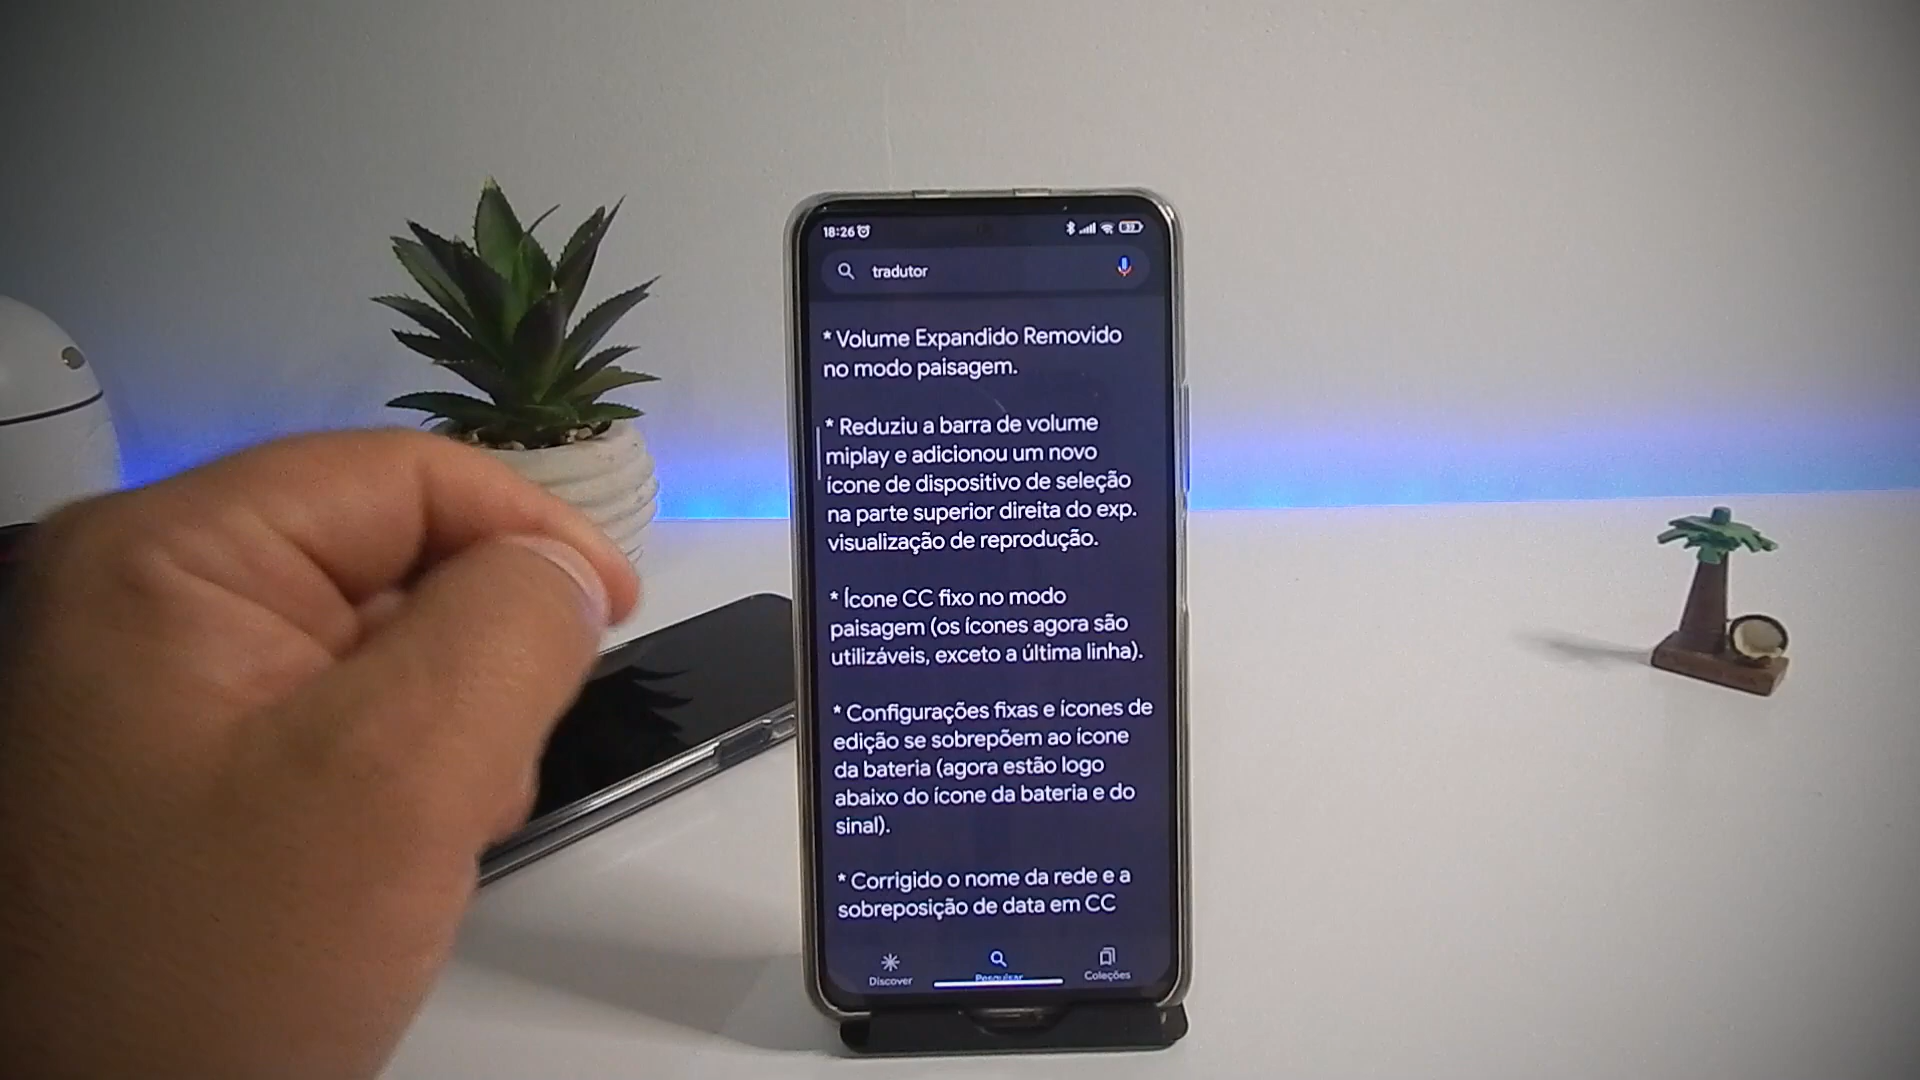 18:26
tradutor
* Volume Expandido Removido
no modo paisagem.
* Reduziu a barra de volume
miplay e adicionou um novo
ícone de dispositivo de seleção
na parte superior direita do exp.
visualização de reprodução.
* Ícone CC fixo no modo
paisagem (os ícones agora são
utilizáveis, exceto a última linha).
* Configurações fixas e ícones de
edição se sobrepõem ao ícone
da bateria (agora estão logo
abaixo do ícone da bateria e do
sinal).
* Corrigido o nome da rede e a
sobreposição de data em CC
Discover Pesquisar Coleções